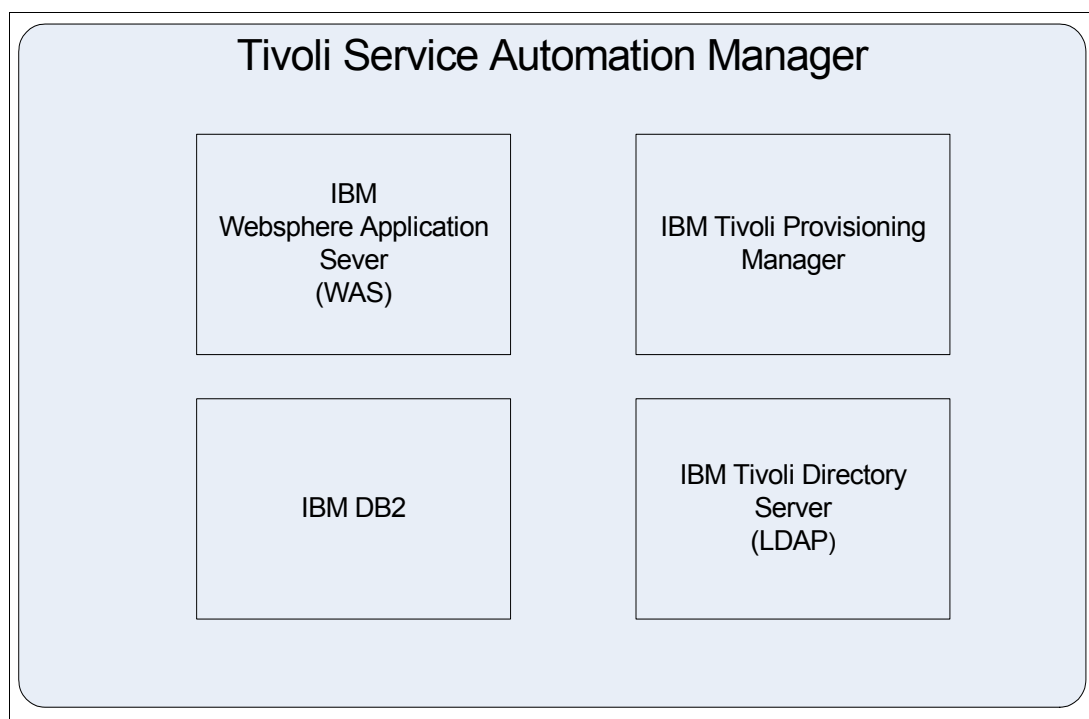 Tivoli Service Automation Manager
IBM
Websphere Application
Sever
(WAS)
IBM Tivoli Provisioning
Manager
IBM DB2
IBM Tivoli Directory
Server
(LDAP)